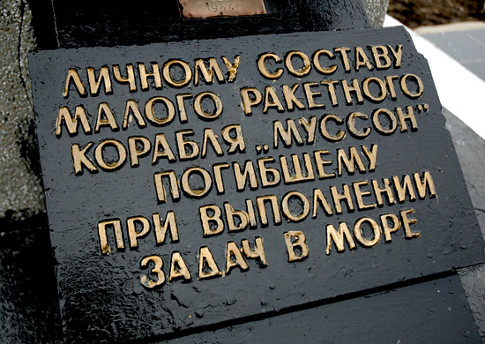 ЛИЧНОМУ СОСТАВУ
МАЛОГО РАКЕТНОГО
КОРАБЛЯ „МУССОН"
ПОГИБШЕМУ
ПРИ ВЫПОЛНЕНИИ
ЗАДАЧ В МОРЕ